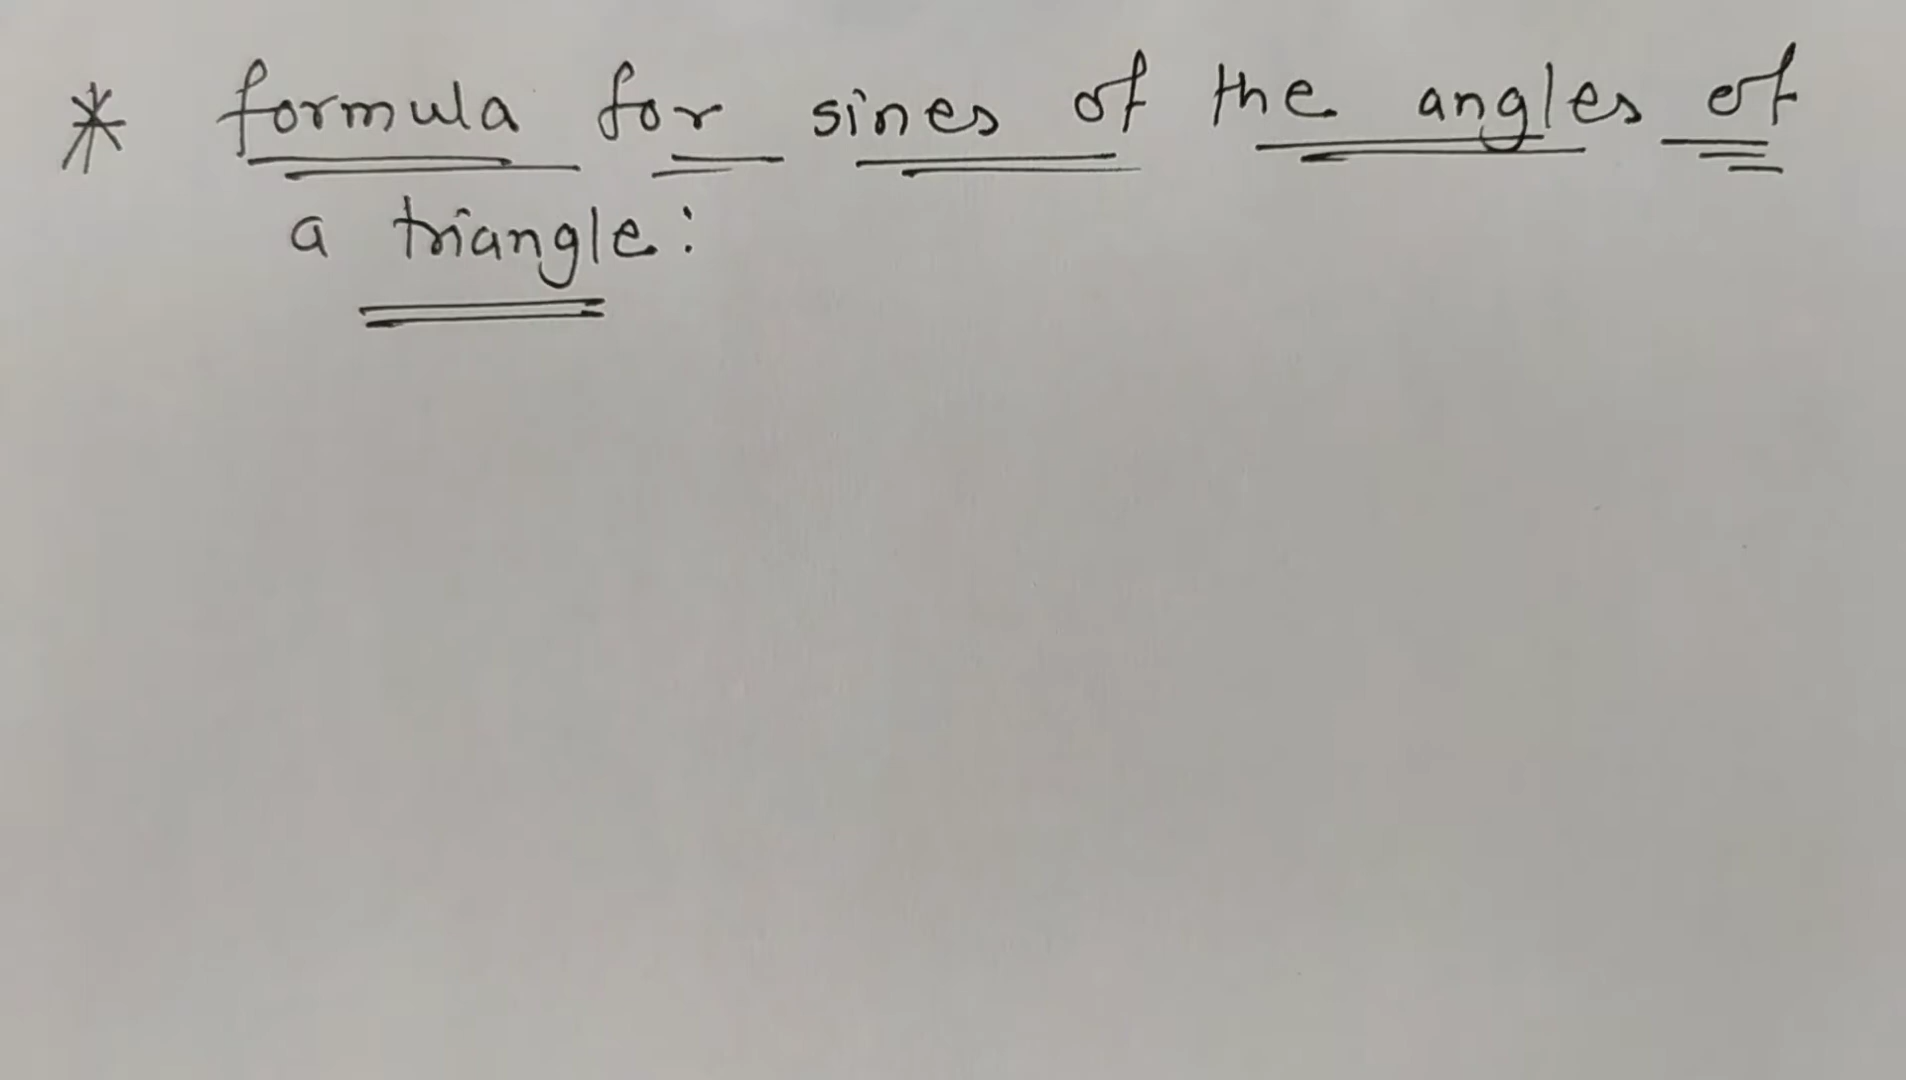 * formula for sines of the angles of
a triangle: